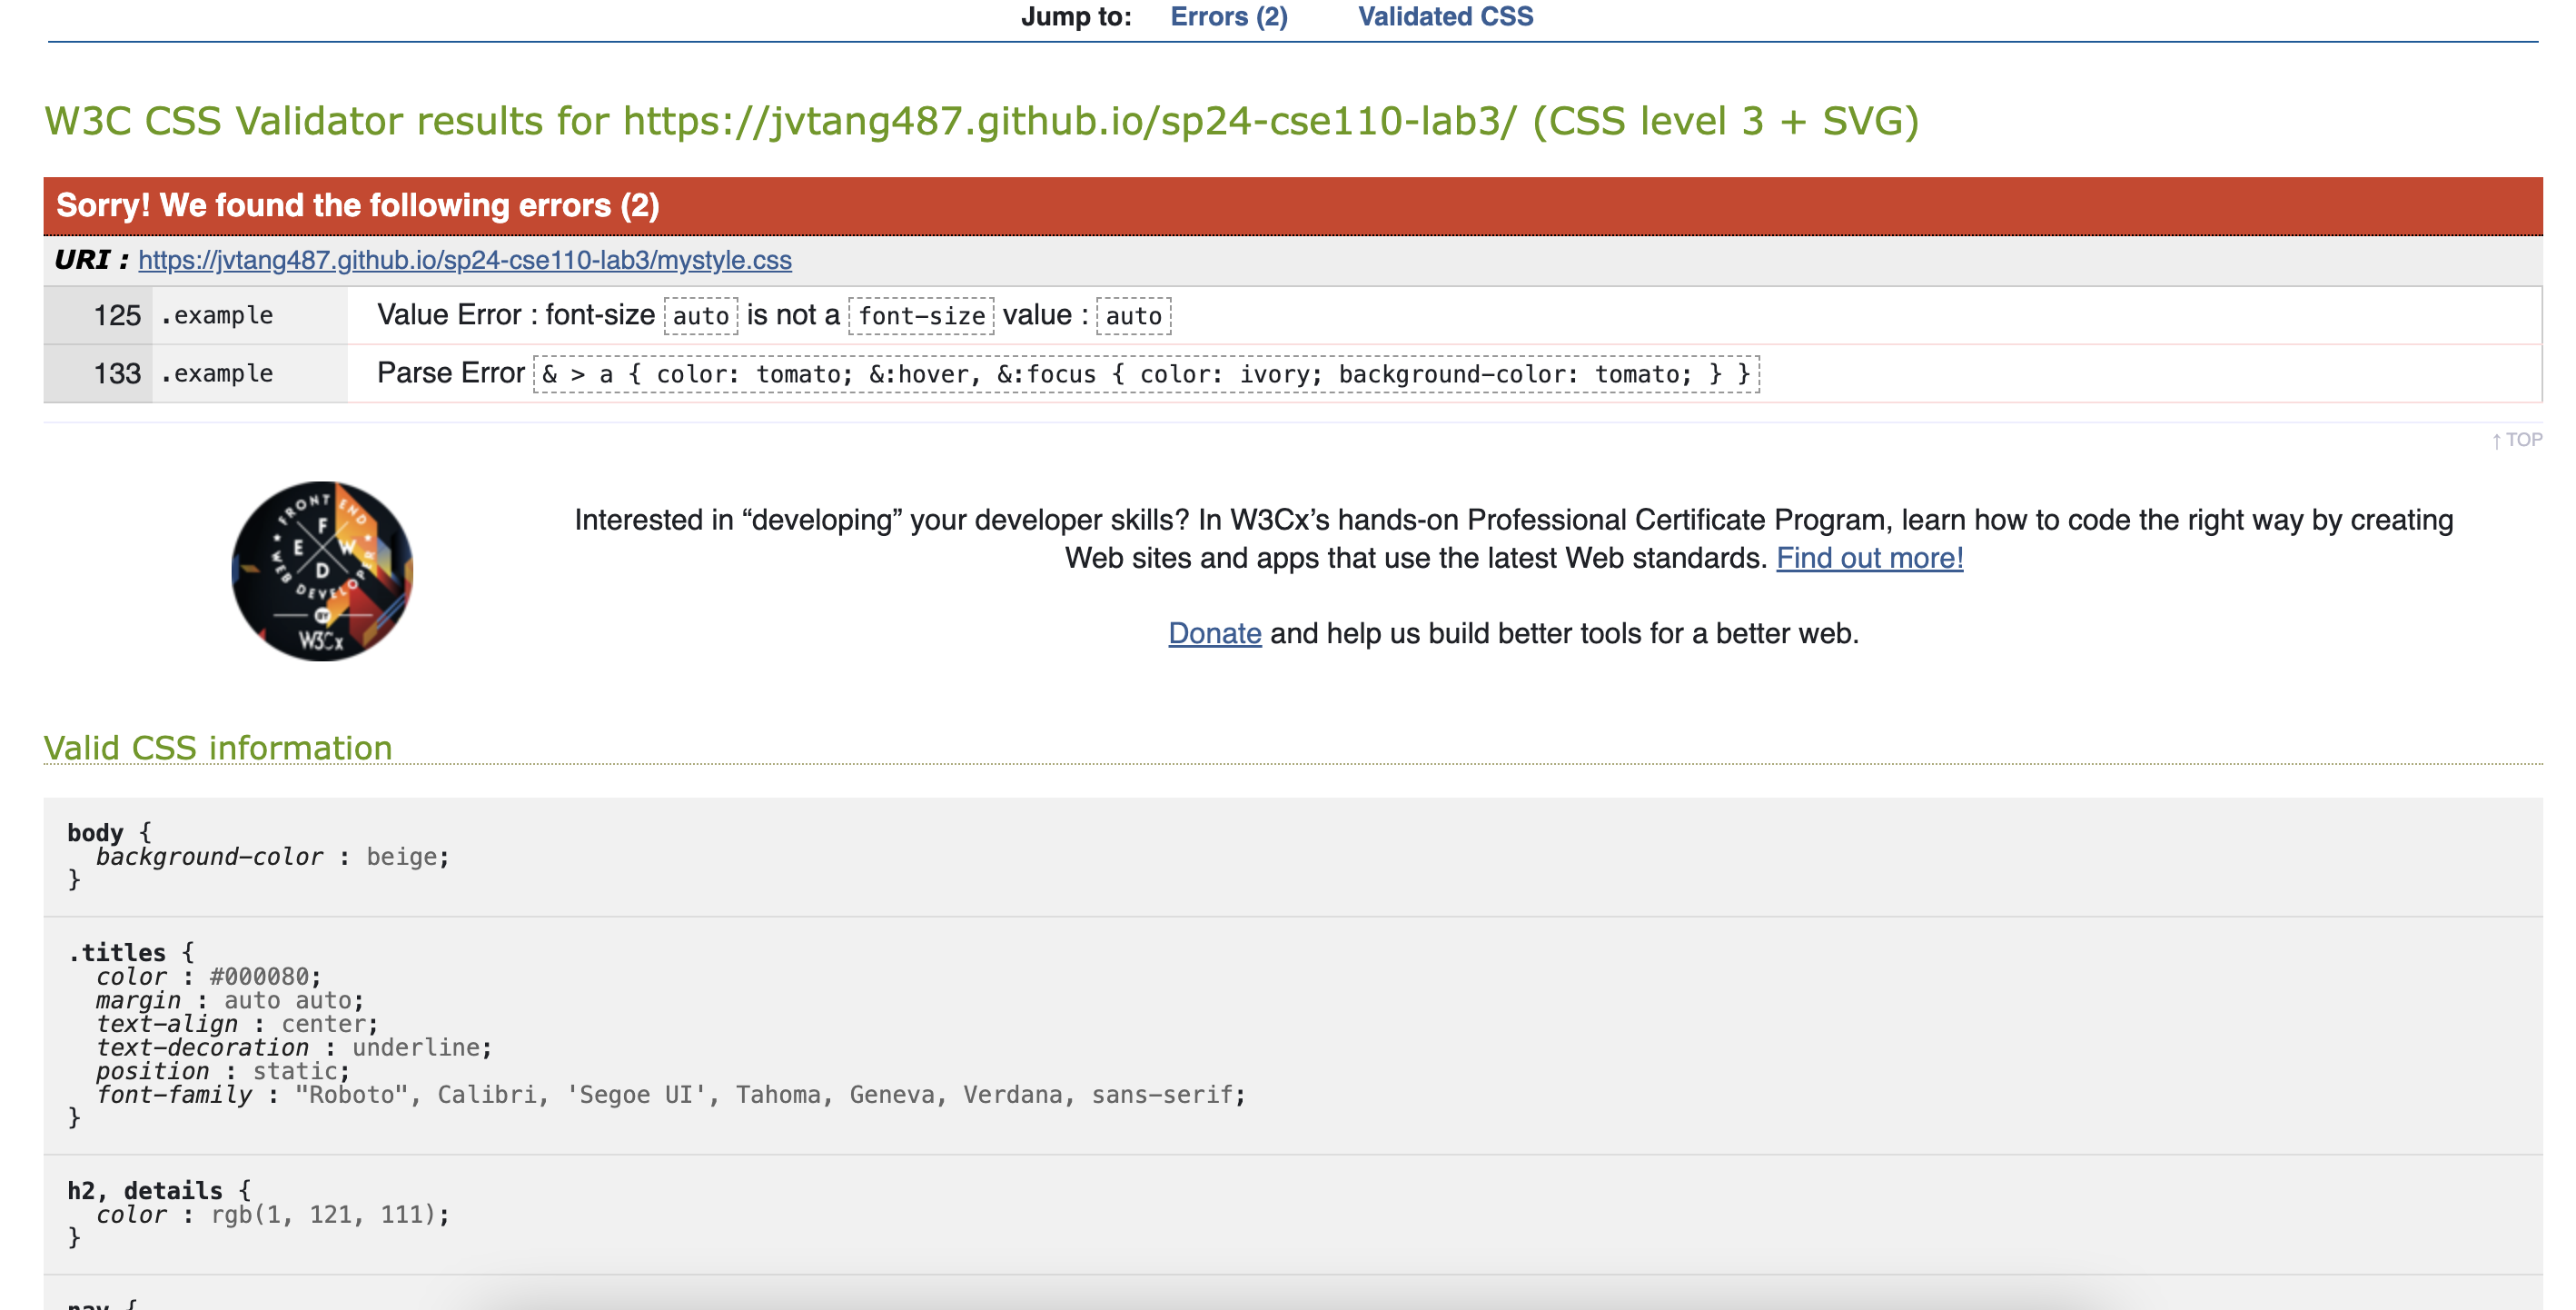 Jump to: Errors (2) Validated CSS
W3C CSS Validator results for https://jvtang487.github.io/sp24-cse110-lab3/ (CSS level 3 + SVG)
Sorry! We found the following errors (2)
URI : https://jvtang487.github.io/sp24-cse110-lab3/mystyle.css
125 .example Value Error : font-size auto is not a font-size value : auto
133 .example Parse Error & > a { color: tomato; &:hover, &:focus { color: ivory; background-color: tomato; } }
↑ TOP
FRONT END
F
E W
D
WEB DEVELOPER
BY
W3Cx
Interested in “developing” your developer skills? In W3Cx’s hands-on Professional Certificate Program, learn how to code the right way by creating
Web sites and apps that use the latest Web standards. Find out more!
Donate and help us build better tools for a better web.
Valid CSS information
body {
background-color : beige;
}
.titles {
color : #000080;
margin : auto auto;
text-align : center;
text-decoration : underline;
position : static;
font-family : "Roboto", Calibri, 'Segoe UI', Tahoma, Geneva, Verdana, sans-serif;
}
h2, details {
color : rgb(1, 121, 111);
}
nav {